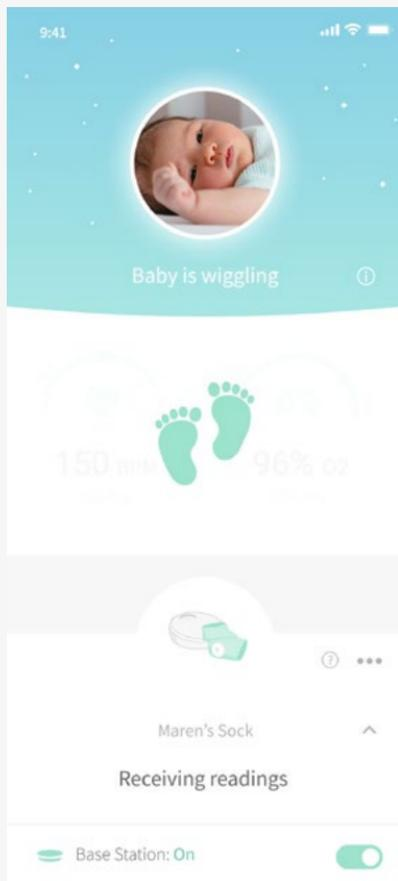 9:41
Baby is wiggling
150 BPM 96% O2
Maren's Sock
Receiving readings
Base Station: On